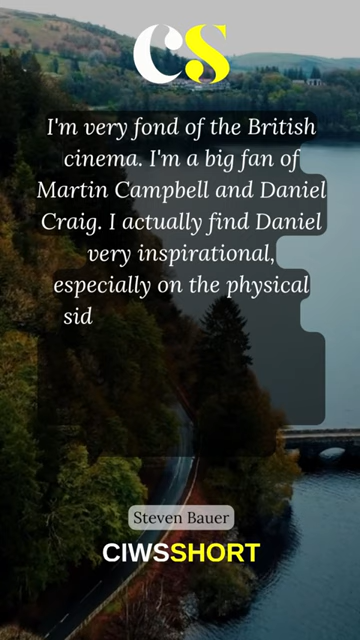 CS
I'm very fond of the British
cinema. I'm a big fan of
Martin Campbell and Daniel
Craig. I actually find Daniel
very inspirational,
especially on the physical
sid
Steven Bauer
CIWSSHORT